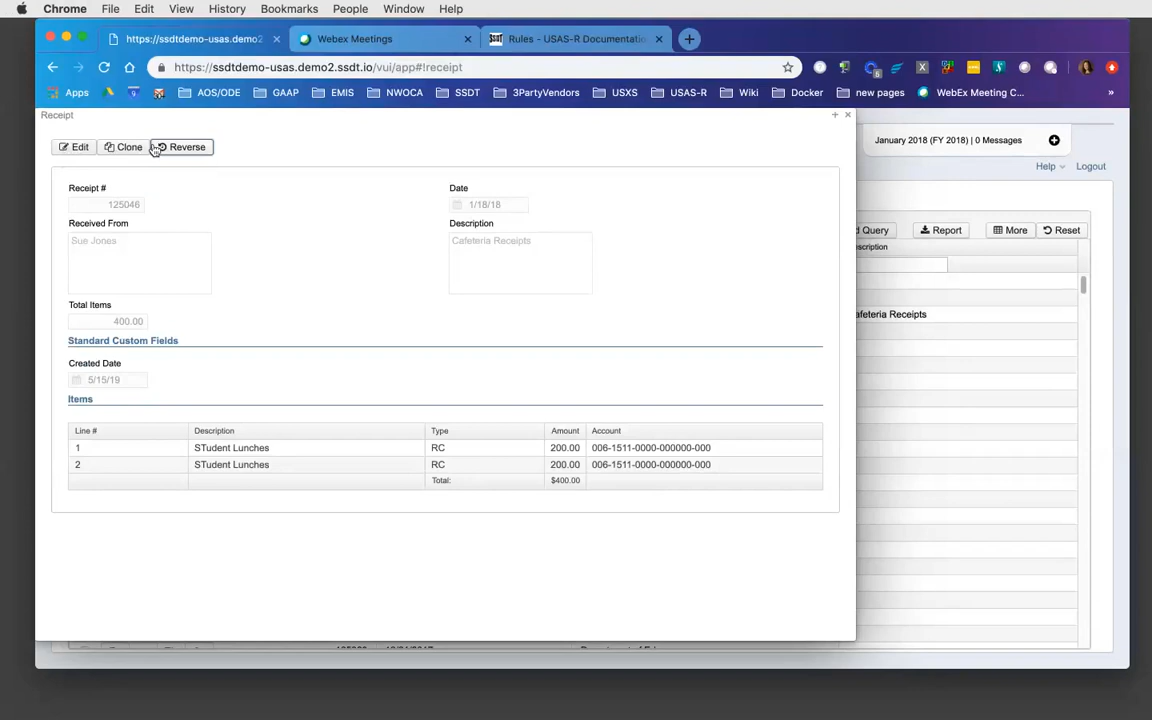 Chrome File Edit View History Bookmarks People Window Help
https://ssdtdemo-usas.demo2 Webex Meetings SSDT Rules - USAS-R Documentatio
https://ssdtdemo-usas.demo2.ssdt.io/vui/app#!receipt
Apps AOS/ODE GAAP EMIS NWOCA SSDT 3PartyVendors USXS USAS-R Wiki Docker new pages WebEx Meeting C... »
Receipt
January 2018 (FY 2018) | 0 Messages
Edit Clone Reverse
Help Logout
Receipt # Date
125046 1/18/18
Received From Description
Sue Jones Cafeteria Receipts
d Query Report More Reset
escription
Total Items
400.00
afeteria Receipts
Standard Custom Fields
Created Date
5/15/19
Items
Line # Description Type Amount Account
1 STudent Lunches RC 200.00 006-1511-0000-000000-000
2 STudent Lunches RC 200.00 006-1511-0000-000000-000
Total: $400.00